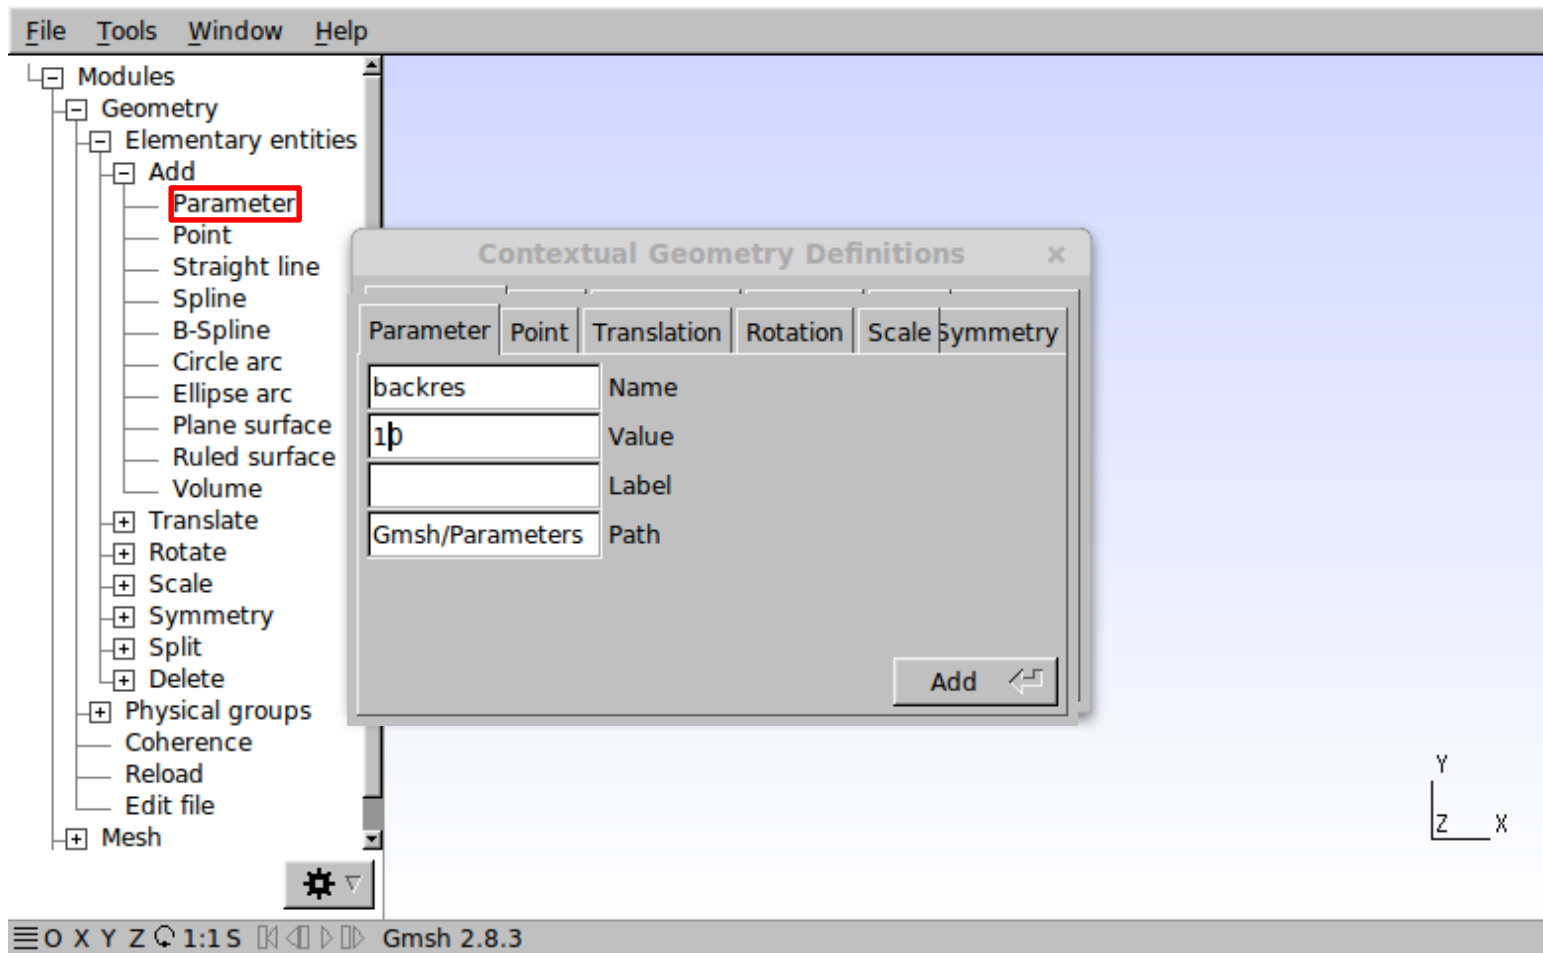 File Tools Window Help
Modules
Geometry
Elementary entities
Add
Parameter
Point
Straight line
Spline
B-Spline
Circle arc
Ellipse arc
Plane surface
Ruled surface
Volume
Translate
Rotate
Scale
Symmetry
Split
Delete
Physical groups
Coherence
Reload
Edit file
Mesh
Contextual Geometry Definitions
Parameter Point Translation Rotation Scale Symmetry
backres Name
10 Value
Label
Gmsh/Parameters Path
Add
Y
Z X
O X Y Z 1:1 S Gmsh 2.8.3